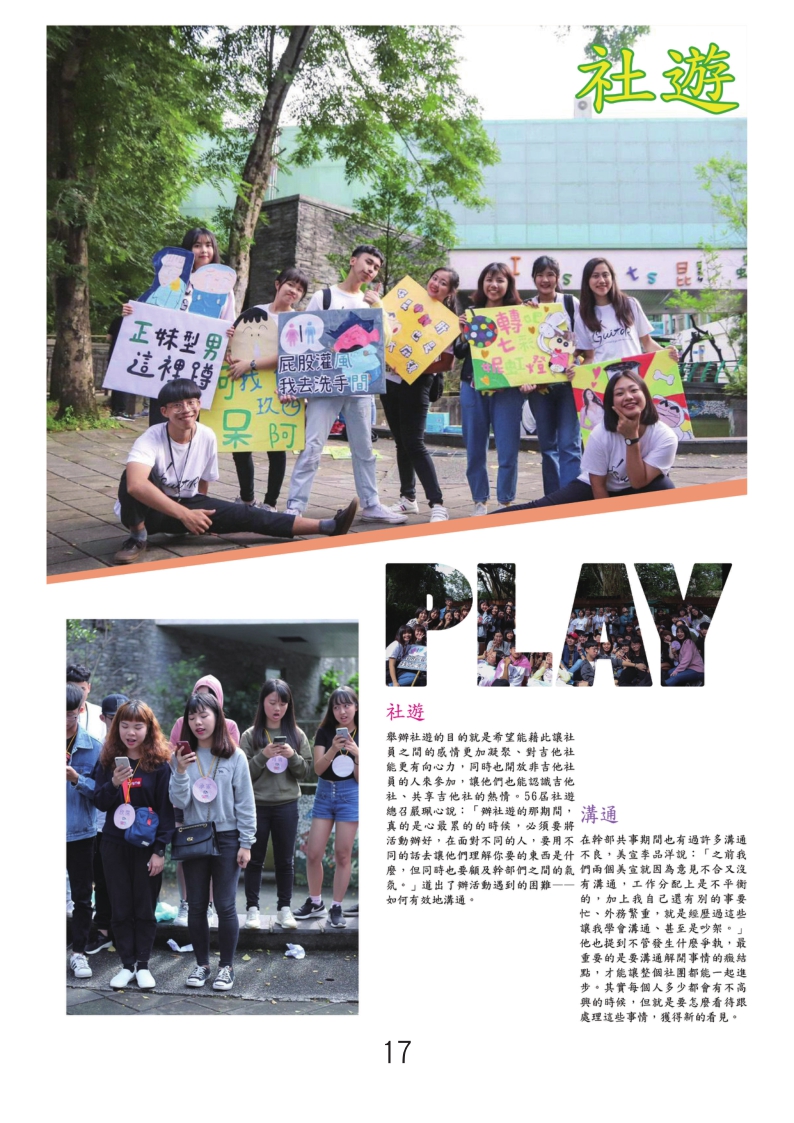 社遊
正妹型男
這裡蹲
阿我
呆
玖四
阿
屁股灌風
我去洗手間
轉
七
蜺虹燈
Guitar
PLAY
社遊
舉辦社遊的目的就是希望能藉此讓社
員之間的感情更加凝聚、對吉他社
能更有向心力，同時也開放非吉他社
社員的人來參加，讓他們也能認識吉他
社、共享吉他社的熱情。56屆社遊
總召嚴珮心說：「辦社遊的那期間，
真的是心最累的的時候，必須要將
活動辦好，在面對不同的人，要用不
同的話去讓他們理解你要的東西是什
麼，但同時也要顧及幹部們之間的氣
氛。」道出了辦活動遇到的困難——
如何有效地溝通。
溝通
在幹部共事期間也有過許多溝通
不良，美宣李品洋說：「之前我
們兩個美宣就因為意見不合又沒
有溝通，工作分配上是不平衡
的，加上我自己還有別的事要
忙、外務繁重，就是經歷過這些
讓我學會溝通、甚至是吵架。」
他也提到不管發生什麼爭執，最
重要的是要溝通解開事情的癥結
點，才能讓整個社團都能一起進
步。其實每個人多少都會有不高
興的時候，但就是要怎麼看待跟
處理這些事情，獲得新的看見。
17